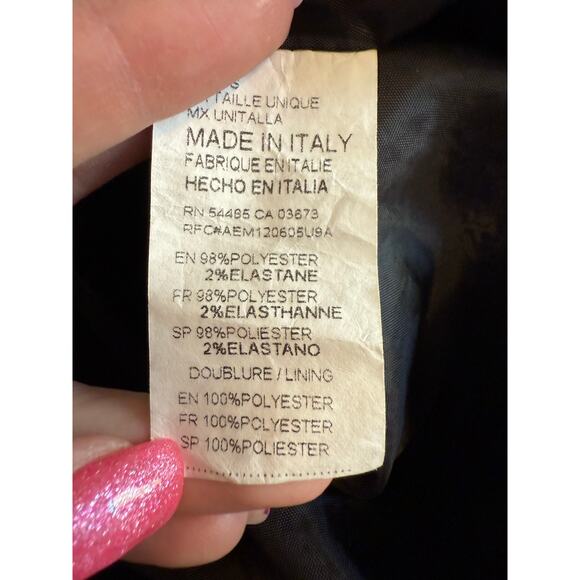 TAILLE UNIQUE
MX UNITALLA
MADE IN ITALY
FABRIQUE EN ITALIE
HECHO EN ITALIA
RN 54485 CA 03673
RFC#AEM120605U9A
EN 98%POLYESTER
2%ELASTANE
FR 98%POLYESTER
2%ELASTHANNE
SP 98%POLIESTER
2%ELASTANO
DOUBLURE / LINING
EN 100%POLYESTER
FR 100%POLYESTER
SP 100%POLIESTER